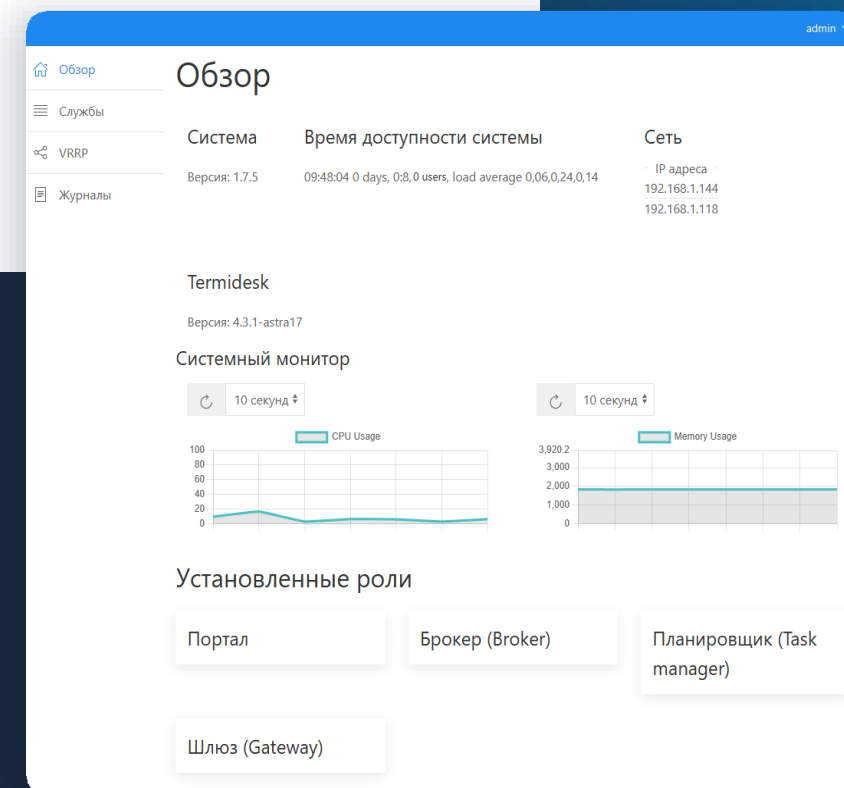 admin
Обзор
Службы
VRRP
Журналы
Обзор
Система
Время доступности системы
Сеть
Версия: 1.7.5
09:48:04 0 days, 0:8, 0 users, load average 0,06,0,24,0,14
IP адреса
192.168.1.144
192.168.1.118
Termidesk
Версия: 4.3.1-astra17
Системный монитор
10 секунд
10 секунд
CPU Usage
100
80
60
40
20
0
Memory Usage
3,920.2
3,000
2,000
1,000
0
Установленные роли
Портал
Брокер (Broker)
Планировщик (Task
manager)
Шлюз (Gateway)